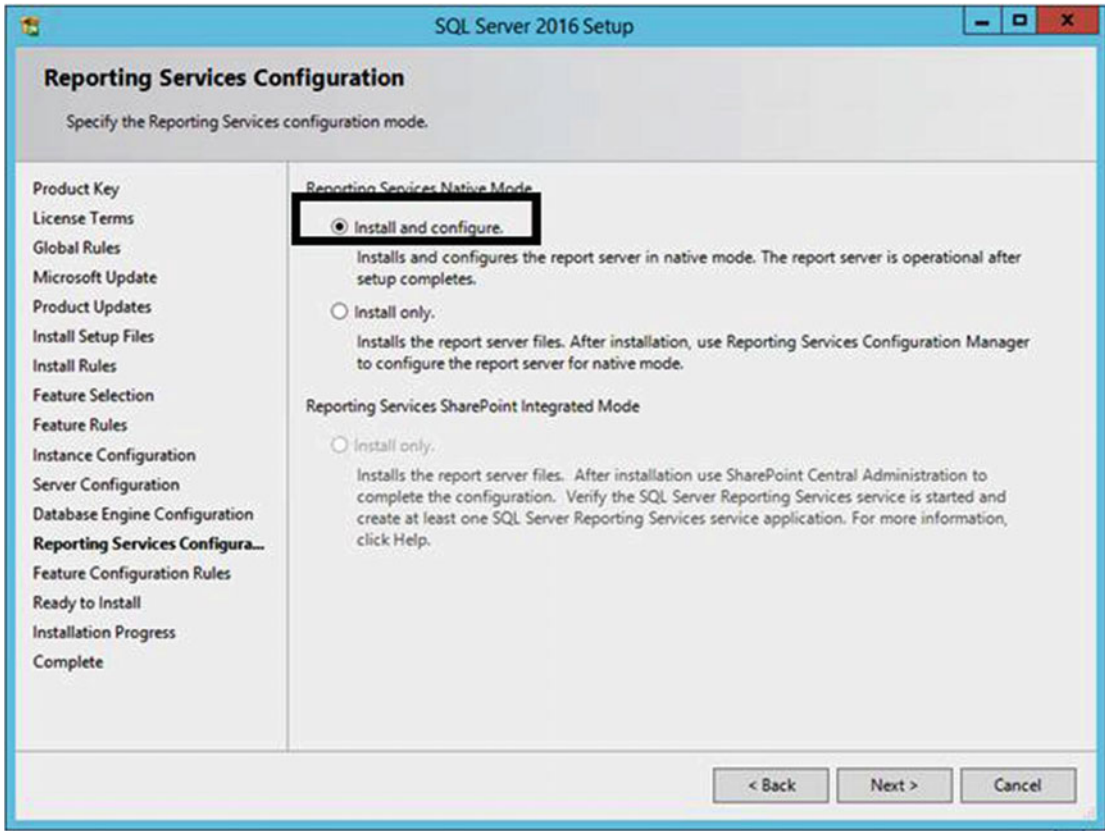 SQL Server 2016 Setup
Reporting Services Configuration
Specify the Reporting Services configuration mode.
Product Key
License Terms
Global Rules
Microsoft Update
Product Updates
Install Setup Files
Install Rules
Feature Selection
Feature Rules
Instance Configuration
Server Configuration
Database Engine Configuration
Reporting Services Configura...
Feature Configuration Rules
Ready to Install
Installation Progress
Complete
Reporting Services Native Mode
Install and configure.
Installs and configures the report server in native mode. The report server is operational after
setup completes.
Install only.
Installs the report server files. After installation, use Reporting Services Configuration Manager
to configure the report server for native mode.
Reporting Services SharePoint Integrated Mode
Install only.
Installs the report server files. After installation use SharePoint Central Administration to
complete the configuration. Verify the SQL Server Reporting Services service is started and
create at least one SQL Server Reporting Services service application. For more information,
click Help.
< Back
Next >
Cancel